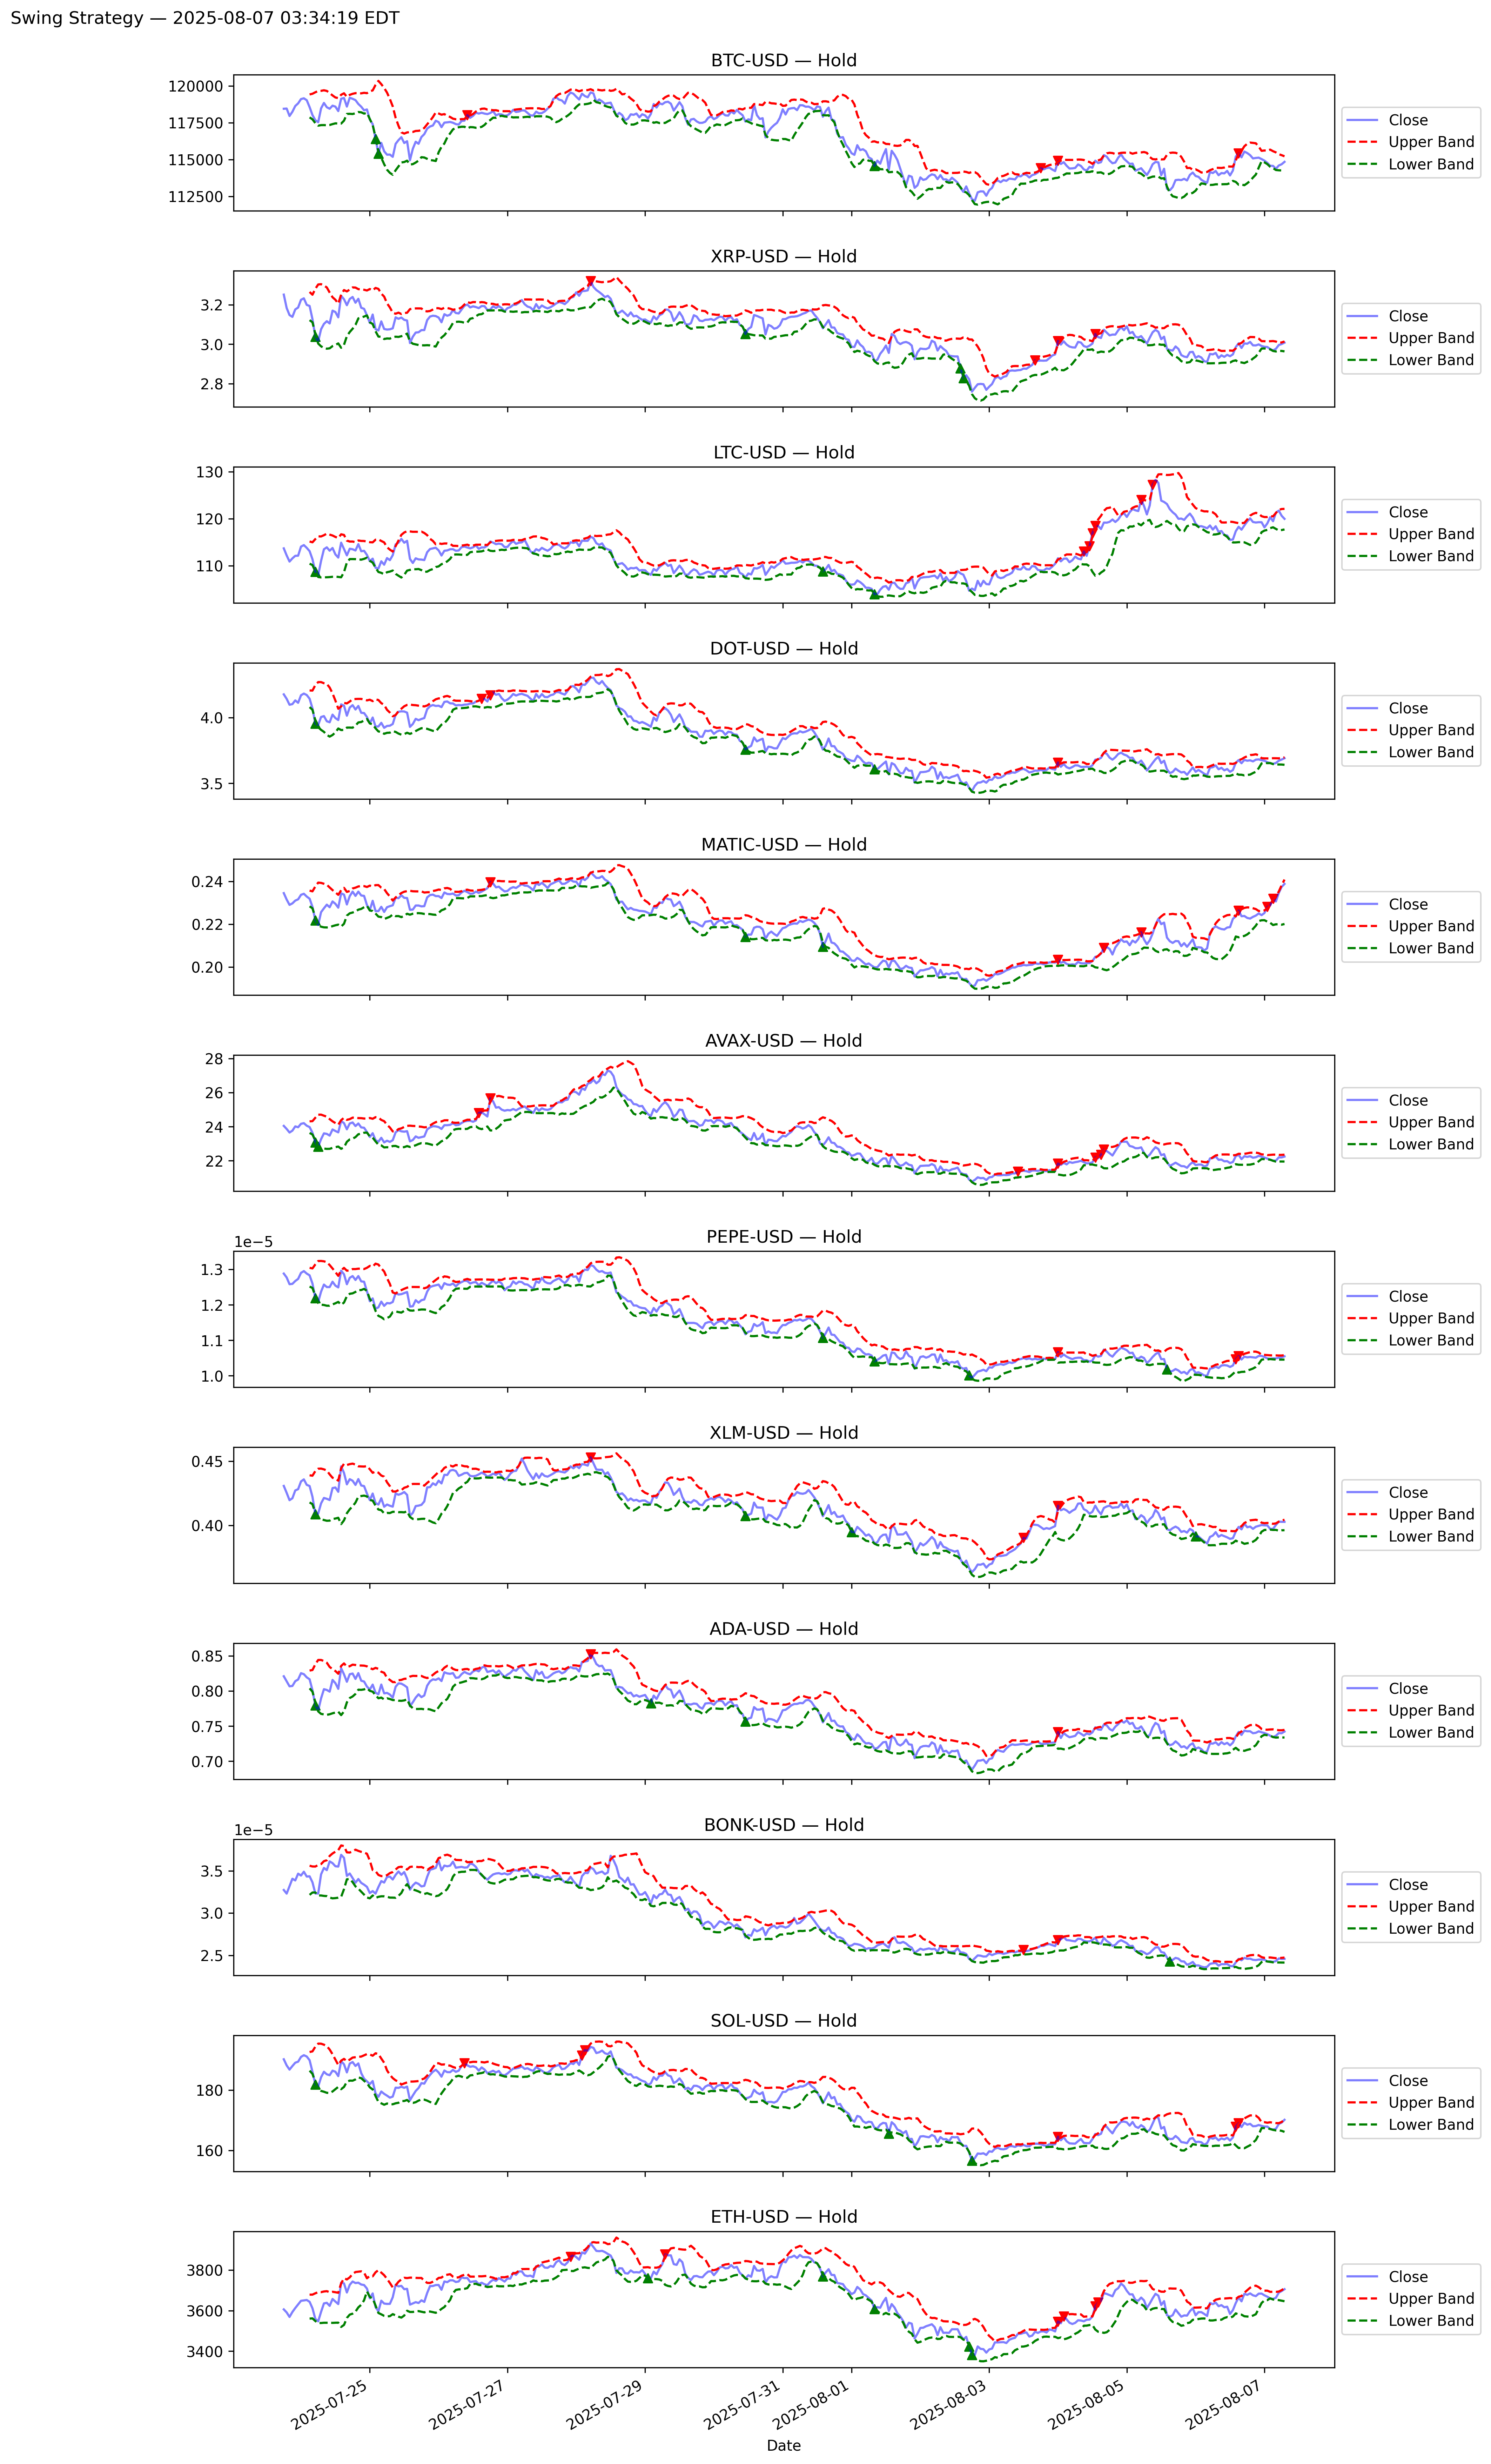 Swing Strategy — 2025-08-07 03:34:19 EDT
BTC-USD — Hold
120000
117500
115000
112500
Close
Upper Band
Lower Band
XRP-USD — Hold
3.2
3.0
2.8
Close
Upper Band
Lower Band
LTC-USD — Hold
130
120
110
Close
Upper Band
Lower Band
DOT-USD — Hold
4.0
3.5
Close
Upper Band
Lower Band
MATIC-USD — Hold
0.24
0.22
0.20
Close
Upper Band
Lower Band
AVAX-USD — Hold
28
26
24
22
Close
Upper Band
Lower Band
PEPE-USD — Hold
1e−5
1.3
1.2
1.1
1.0
Close
Upper Band
Lower Band
XLM-USD — Hold
0.45
0.40
Close
Upper Band
Lower Band
ADA-USD — Hold
0.85
0.80
0.75
0.70
Close
Upper Band
Lower Band
BONK-USD — Hold
1e−5
3.5
3.0
2.5
Close
Upper Band
Lower Band
SOL-USD — Hold
180
160
Close
Upper Band
Lower Band
ETH-USD — Hold
3800
3600
3400
Close
Upper Band
Lower Band
2025-07-25
2025-07-27
2025-07-29
2025-07-31
2025-08-01
2025-08-03
2025-08-05
2025-08-07
Date